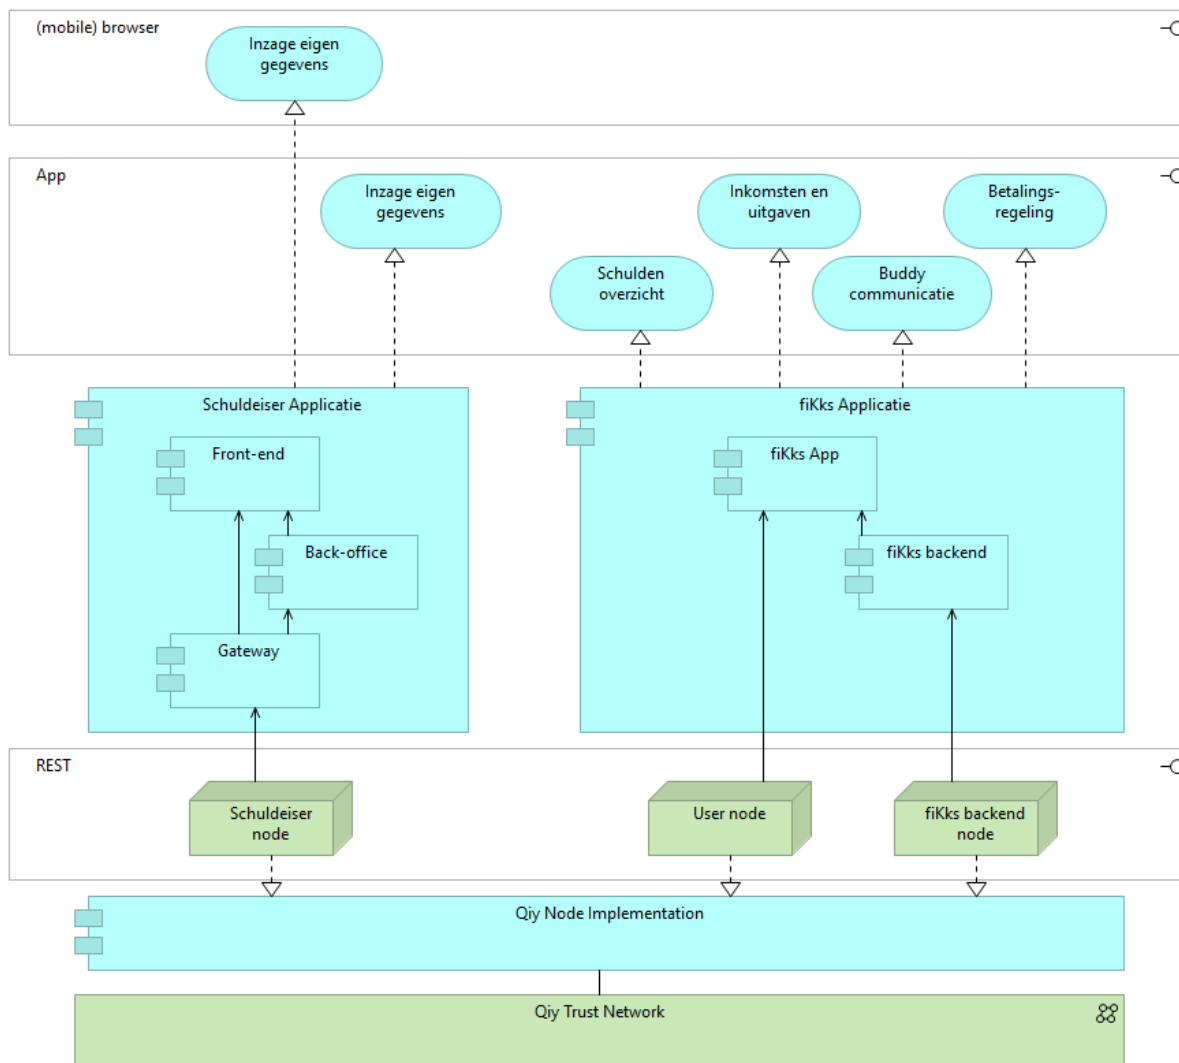 (mobile) browser
Inzage eigen
gegevens
App
Inzage eigen
gegevens
Inkomsten en
uitgaven
Betalings-
regeling
Schulden
overzicht
Buddy
communicatie
Schuldeiser Applicatie
Front-end
Back-office
Gateway
fiKks Applicatie
fiKks App
fiKks backend
REST
Schuldeiser
node
User node
fiKks backend
node
Qiy Node Implementation
Qiy Trust Network